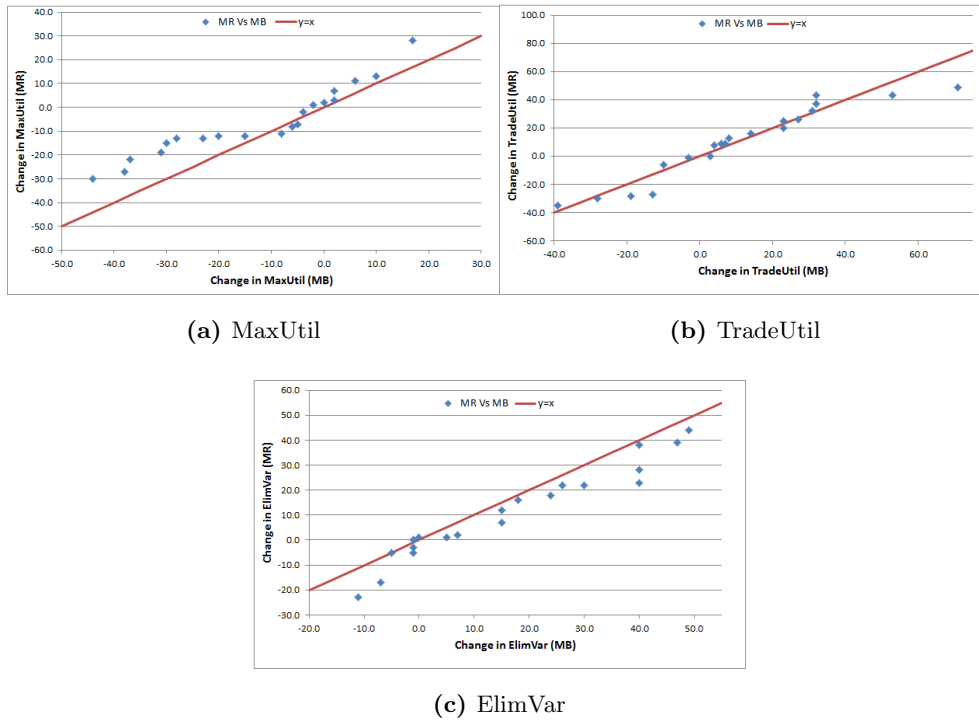 MR Vs MB y=x
40.0
30.0
20.0
10.0
0.0
-10.0
-20.0
-30.0
-40.0
-50.0
-60.0
Change in MaxUtil (MR)
-50.0 -40.0 -30.0 -20.0 -10.0 0.0 10.0 20.0 30.0
Change in MaxUtil (MB)
(a) MaxUtil
MR Vs MB y=x
100.0
80.0
60.0
40.0
20.0
0.0
-20.0
-40.0
-60.0
Change in TradeUtil (MR)
-40.0 -20.0 0.0 20.0 40.0 60.0
Change in TradeUtil (MB)
(b) TradeUtil
MR Vs MB y=x
60.0
50.0
40.0
30.0
20.0
10.0
0.0
-10.0
-20.0
-30.0
Change in ElimVar (MR)
-20.0 -10.0 0.0 10.0 20.0 30.0 40.0 50.0
Change in ElimVar (MB)
(c) ElimVar